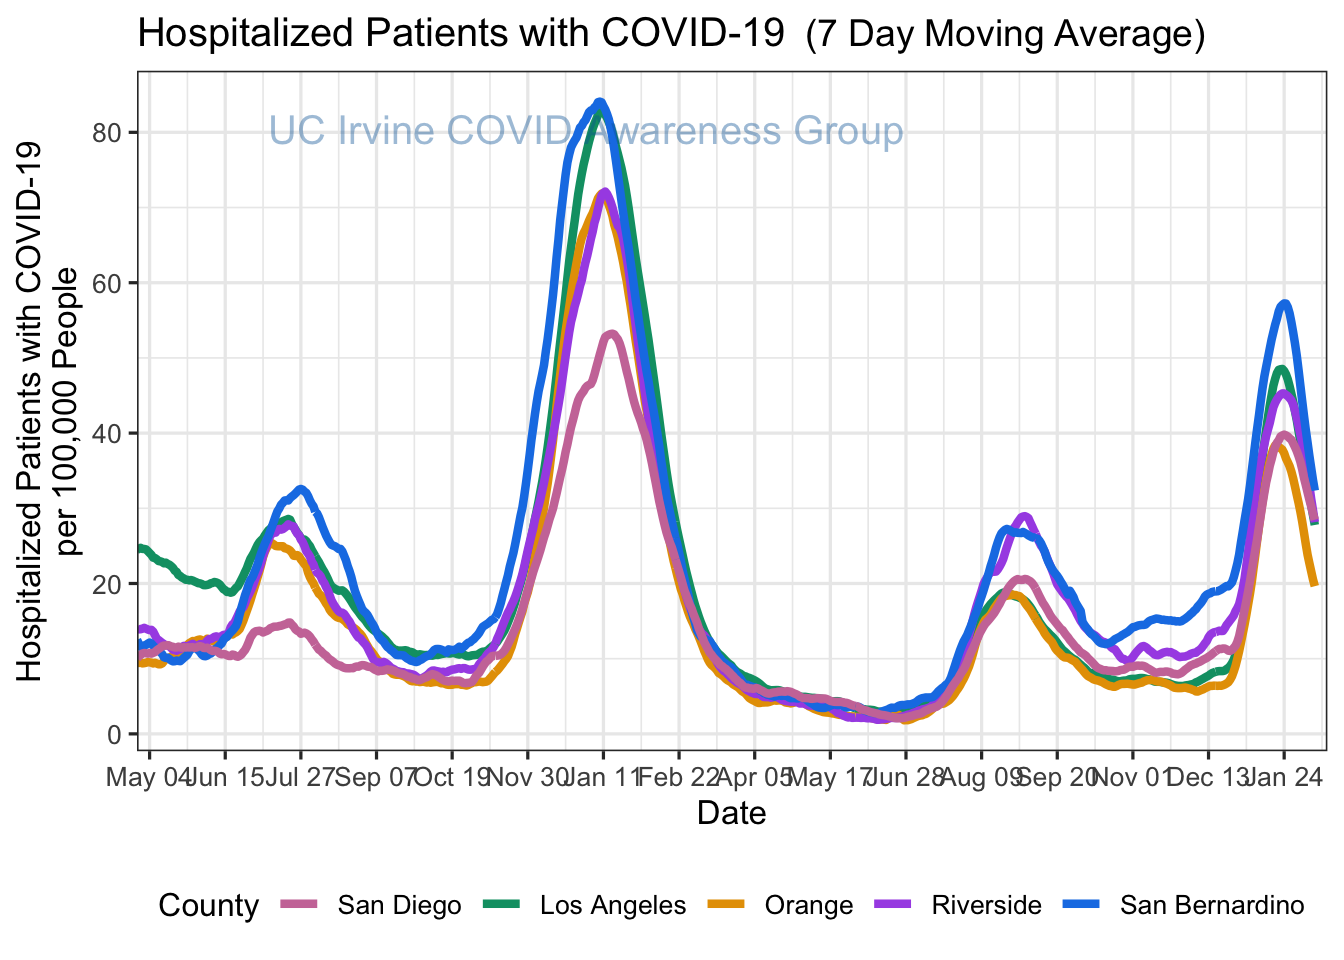 Hospitalized Patients with COVID-19 (7 Day Moving Average)
Hospitalized Patients with COVID-19
per 100,000 People
UC Irvine COVID Awareness Group
80
60
40
20
0
May 04 Jun 15 Jul 27 Sep 07 Oct 19 Nov 30 Jan 11 Feb 22 Apr 05 May 17 Jun 28 Aug 09 Sep 20 Nov 01 Dec 13 Jan 24
Date
County San Diego Los Angeles Orange Riverside San Bernardino